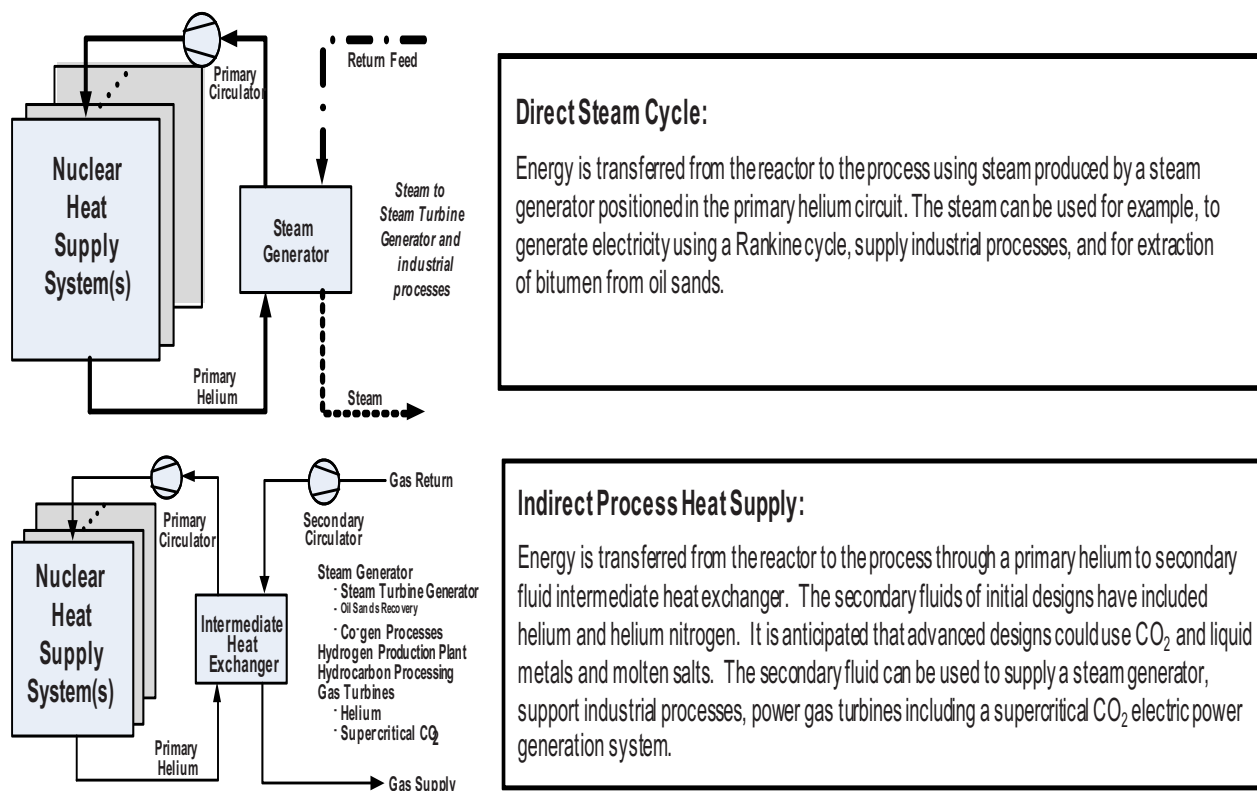 Primary
Circulator
Return Feed
Nuclear
Heat
Supply
System(s)
Steam
Generator
Steam to
Steam Turbine
Generator and
industrial
processes
Primary
Helium
Steam
Direct Steam Cycle:
Energy is transferred from the reactor to the process using steam produced by a steam
generator positioned in the primary helium circuit. The steam can be used for example, to
generate electricity using a Rankine cycle, supply industrial processes, and for extraction
of bitumen from oil sands.
Primary
Circulator
Gas Return
Secondary
Circulator
Nuclear
Heat
Supply
System(s)
Intermediate
Heat
Exchanger
Steam Generator
- Steam Turbine Generator
- Oil Sands Recovery
- Co-gen Processes
Hydrogen Production Plant
Hydrocarbon Processing
Gas Turbines
- Helium
- Supercritical CO2
Primary
Helium
Gas Supply
Indirect Process Heat Supply:
Energy is transferred from the reactor to the process through a primary helium to secondary
fluid intermediate heat exchanger. The secondary fluids of initial designs have included
helium and helium nitrogen. It is anticipated that advanced designs could use CO2 and liquid
metals and molten salts. The secondary fluid can be used to supply a steam generator,
support industrial processes, power gas turbines including a supercritical CO2 electric power
generation system.